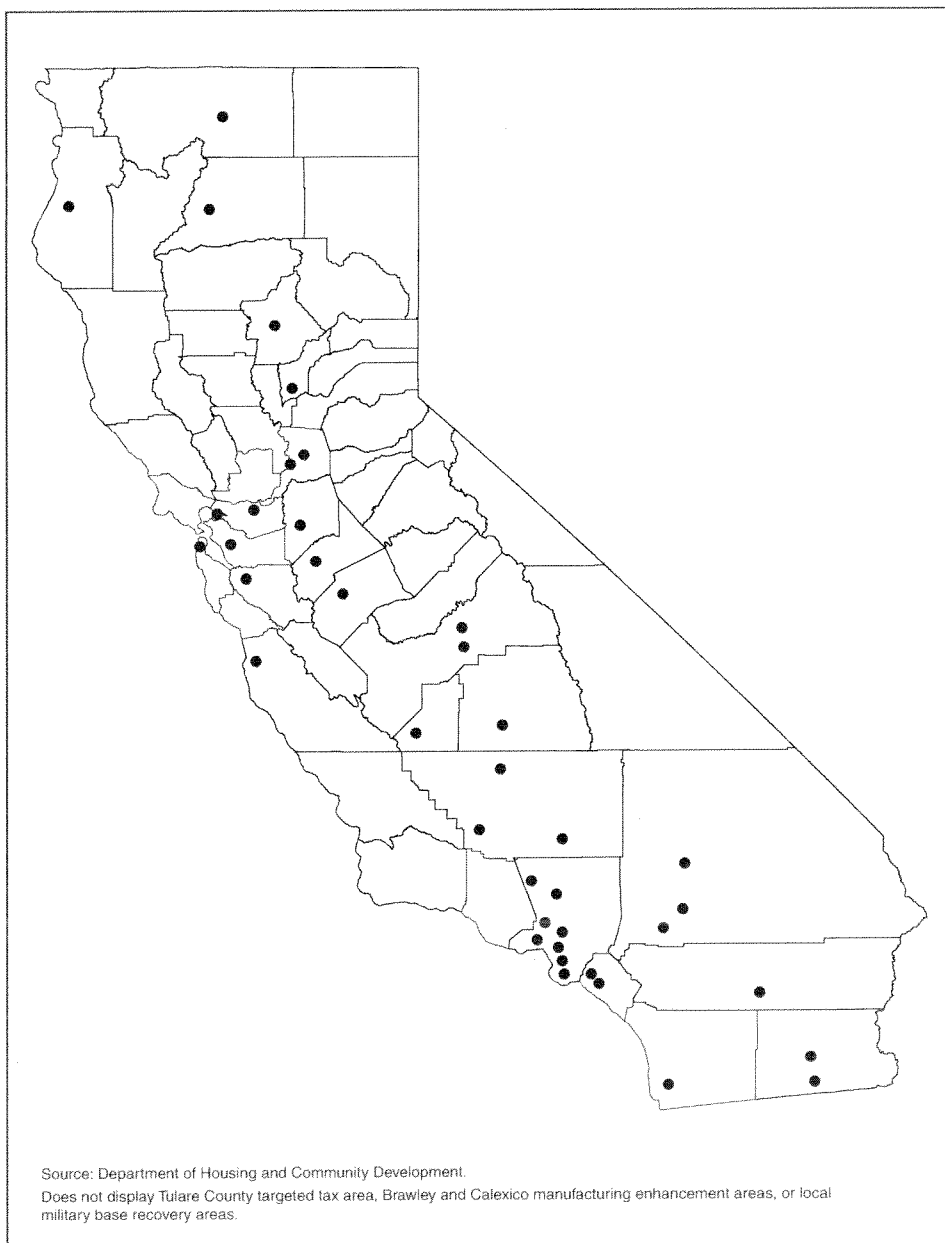 Source: Department of Housing and Community Development.
Does not display Tulare County targeted tax area, Brawley and Calexico manufacturing enhancement areas, or local
military base recovery areas.